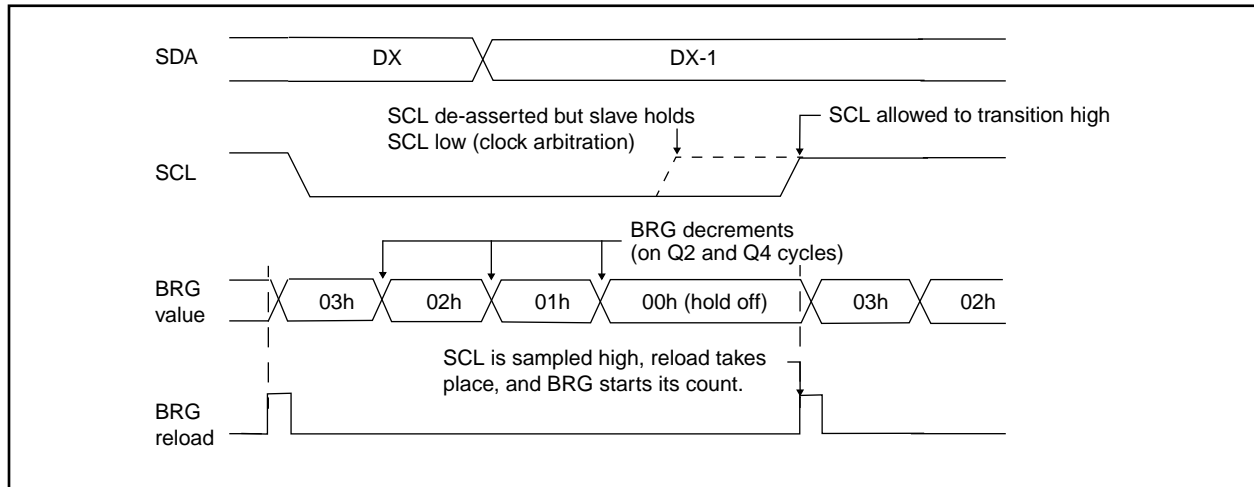 SDA
DX
DX-1
SCL de-asserted but slave holds
SCL low (clock arbitration)
SCL allowed to transition high
SCL
BRG decrements
(on Q2 and Q4 cycles)
BRG
value
03h
02h
01h
00h (hold off)
03h
02h
SCL is sampled high, reload takes
place, and BRG starts its count.
BRG
reload